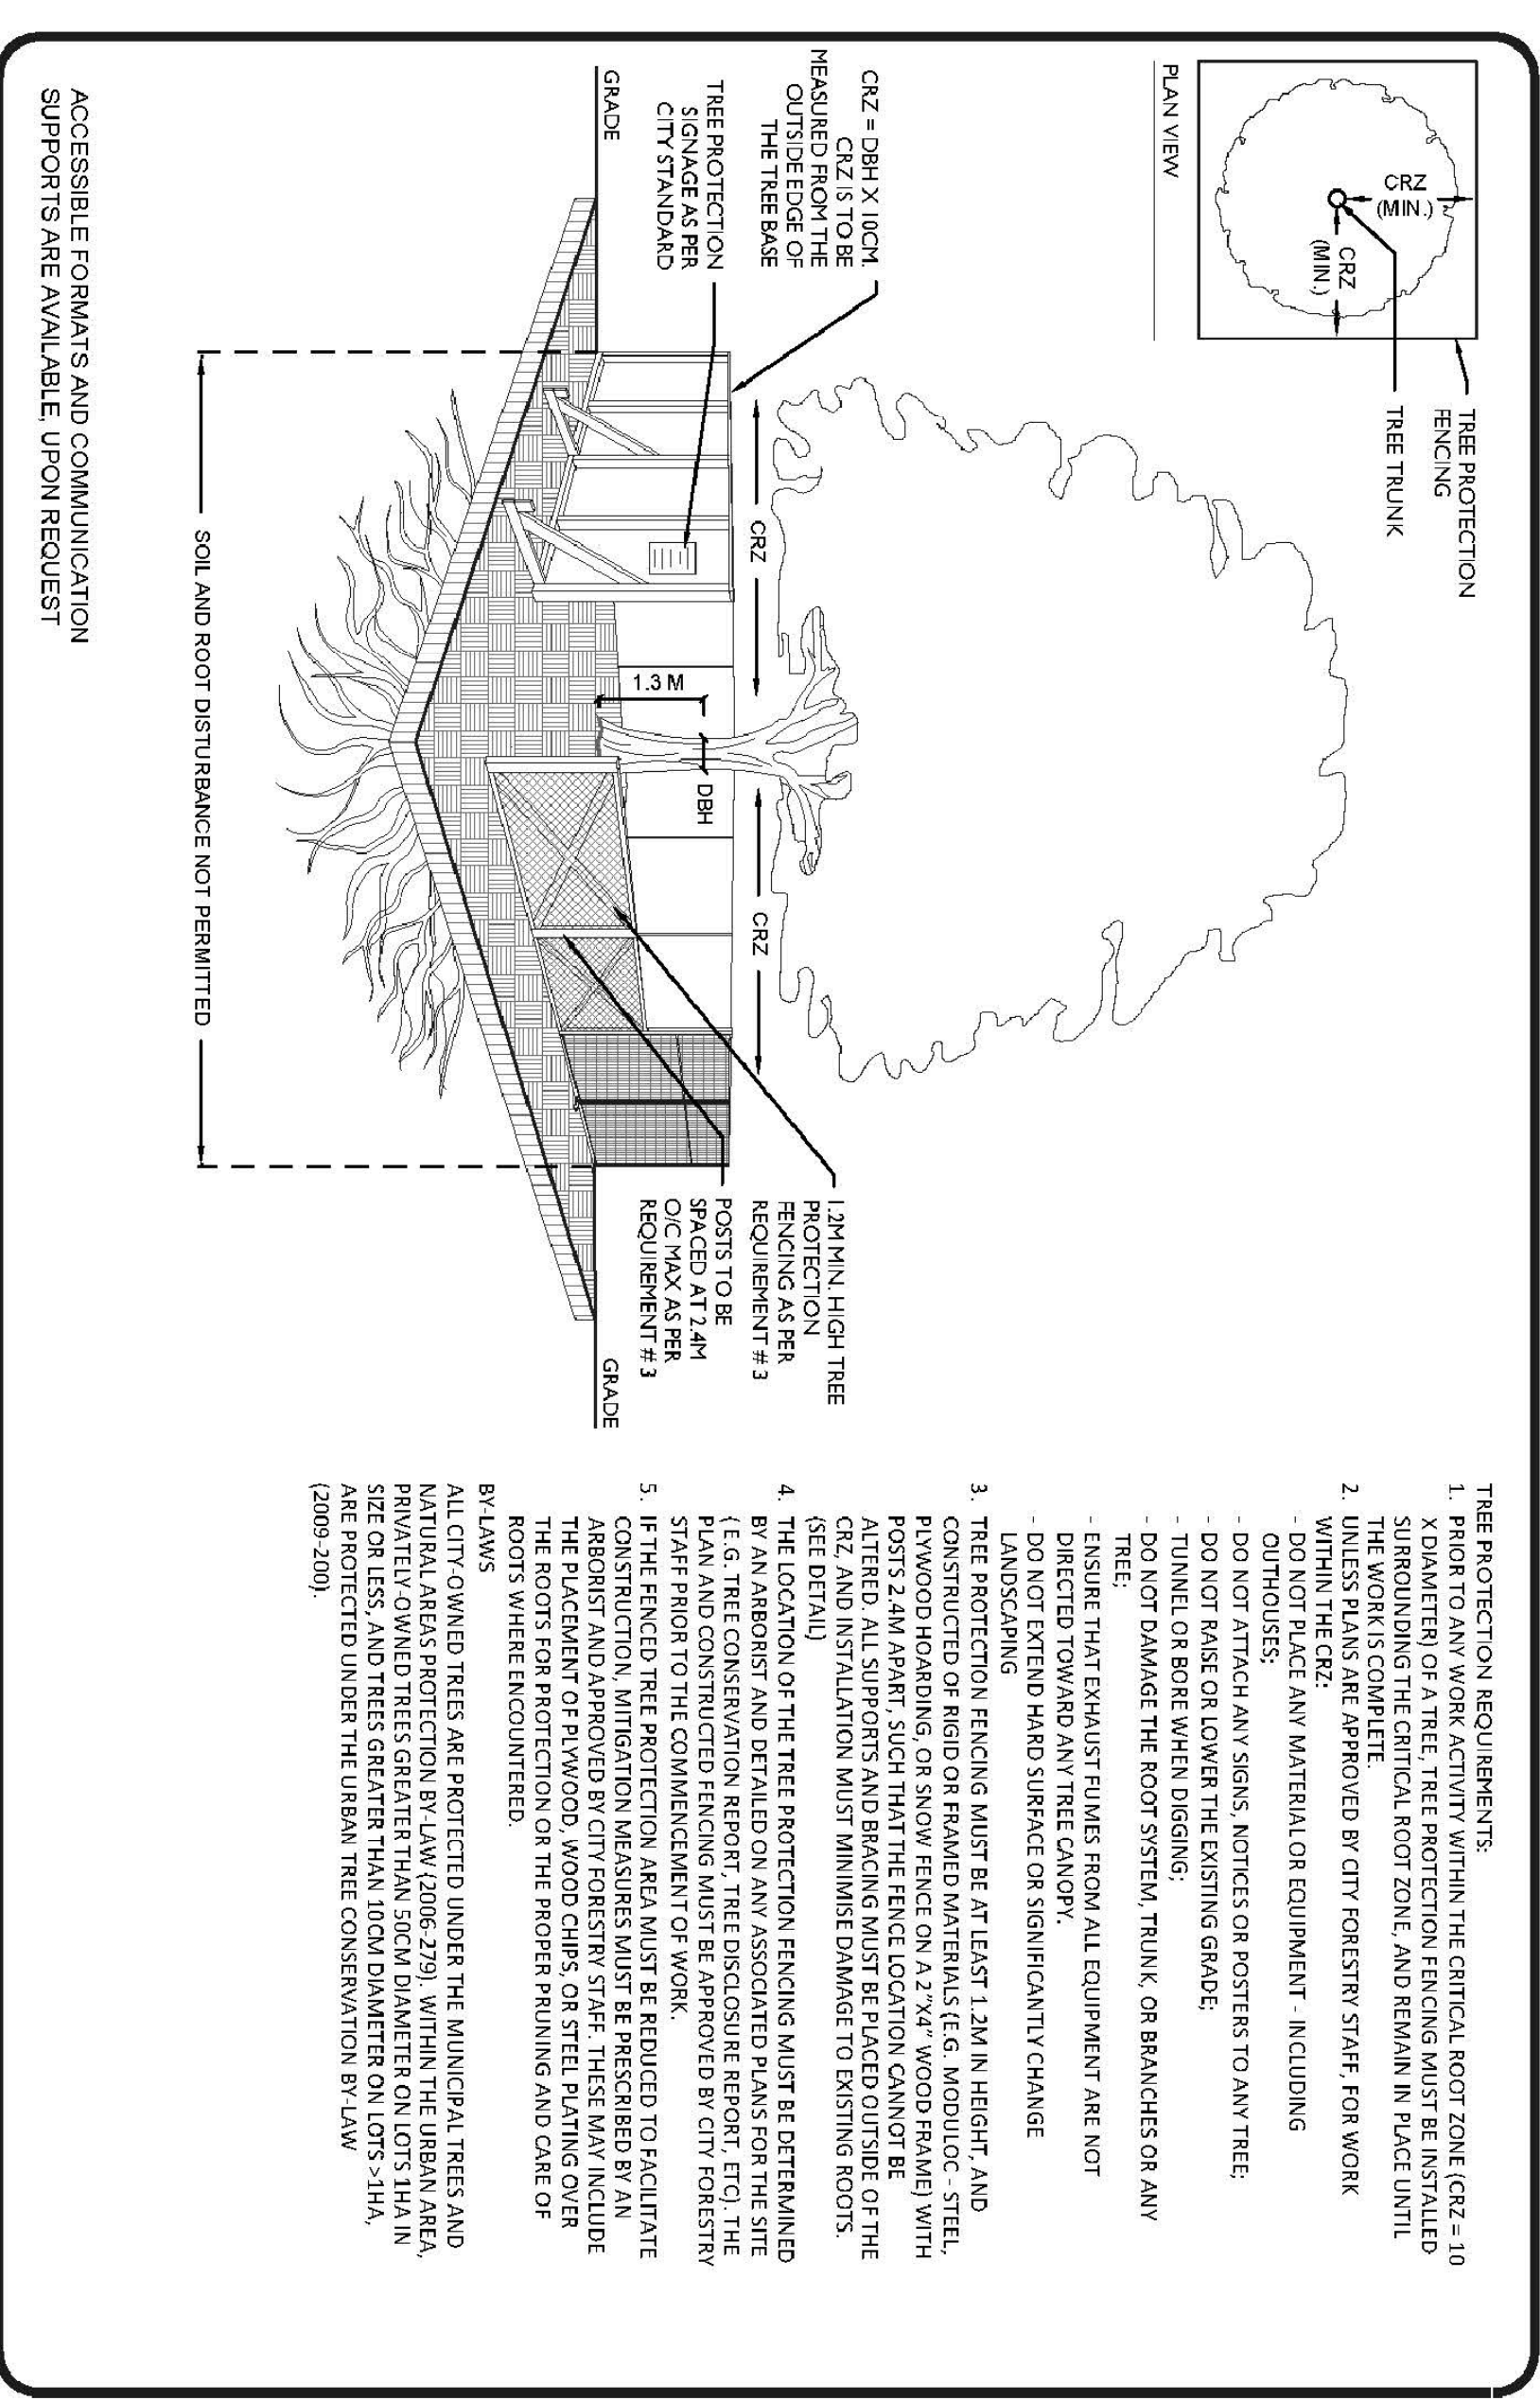 PLAN VIEW
CRZ
(MIN.)
CRZ
(MIN.)
TREE PROTECTION
FENCING
TREE TRUNK
CRZ = DBH X 10CM.
CRZ IS TO BE
MEASURED FROM THE
OUTSIDE EDGE OF
THE TREE BASE
TREE PROTECTION
SIGNAGE AS PER
CITY STANDARD
GRADE
CRZ
1.3 M
DBH
CRZ
1.2M MIN. HIGH TREE
PROTECTION
FENCING AS PER
REQUIREMENT # 3
POSTS TO BE
SPACED AT 2.4M
O/C MAX AS PER
REQUIREMENT # 3
GRADE
SOIL AND ROOT DISTURBANCE NOT PERMITTED
ACCESSIBLE FORMATS AND COMMUNICATION
SUPPORTS ARE AVAILABLE, UPON REQUEST
TREE PROTECTION REQUIREMENTS:
1. PRIOR TO ANY WORK ACTIVITY WITHIN THE CRITICAL ROOT ZONE (CRZ = 10
X DIAMETER) OF A TREE, TREE PROTECTION FENCING MUST BE INSTALLED
SURROUNDING THE CRITICAL ROOT ZONE, AND REMAIN IN PLACE UNTIL
THE WORK IS COMPLETE.
2. UNLESS PLANS ARE APPROVED BY CITY FORESTRY STAFF, FOR WORK
WITHIN THE CRZ:
- DO NOT PLACE ANY MATERIAL OR EQUIPMENT - INCLUDING
OUTHOUSES;
- DO NOT ATTACH ANY SIGNS, NOTICES OR POSTERS TO ANY TREE;
- DO NOT RAISE OR LOWER THE EXISTING GRADE;
- TUNNEL OR BORE WHEN DIGGING;
- DO NOT DAMAGE THE ROOT SYSTEM, TRUNK, OR BRANCHES OR ANY
TREE;
- ENSURE THAT EXHAUST FUMES FROM ALL EQUIPMENT ARE NOT
DIRECTED TOWARD ANY TREE CANOPY.
- DO NOT EXTEND HARD SURFACE OR SIGNIFICANTLY CHANGE
LANDSCAPING
3. TREE PROTECTION FENCING MUST BE AT LEAST 1.2M IN HEIGHT, AND
CONSTRUCTED OF RIGID OR FRAMED MATERIALS (E.G. MODULOC - STEEL,
PLYWOOD HOARDING, OR SNOW FENCE ON A 2"X4" WOOD FRAME) WITH
POSTS 2.4M APART, SUCH THAT THE FENCE LOCATION CANNOT BE
ALTERED. ALL SUPPORTS AND BRACING MUST BE PLACED OUTSIDE OF THE
CRZ, AND INSTALLATION MUST MINIMISE DAMAGE TO EXISTING ROOTS.
(SEE DETAIL)
4. THE LOCATION OF THE TREE PROTECTION FENCING MUST BE DETERMINED
BY AN ARBORIST AND DETAILED ON ANY ASSOCIATED PLANS FOR THE SITE
( E.G. TREE CONSERVATION REPORT, TREE DISCLOSURE REPORT, ETC). THE
PLAN AND CONSTRUCTED FENCING MUST BE APPROVED BY CITY FORESTRY
STAFF PRIOR TO THE COMMENCEMENT OF WORK.
5. IF THE FENCED TREE PROTECTION AREA MUST BE REDUCED TO FACILITATE
CONSTRUCTION, MITIGATION MEASURES MUST BE PRESCRIBED BY AN
ARBORIST AND APPROVED BY CITY FORESTRY STAFF. THESE MAY INCLUDE
THE PLACEMENT OF PLYWOOD, WOOD CHIPS, OR STEEL PLATING OVER
THE ROOTS FOR PROTECTION OR THE PROPER PRUNING AND CARE OF
ROOTS WHERE ENCOUNTERED.
BY-LAWS
ALL CITY-OWNED TREES ARE PROTECTED UNDER THE MUNICIPAL TREES AND
NATURAL AREAS PROTECTION BY-LAW (2006-279). WITHIN THE URBAN AREA,
PRIVATELY-OWNED TREES GREATER THAN 50CM DIAMETER ON LOTS 1HA IN
SIZE OR LESS, AND TREES GREATER THAN 10CM DIAMETER ON LOTS >1HA,
ARE PROTECTED UNDER THE URBAN TREE CONSERVATION BY-LAW
(2009-200).